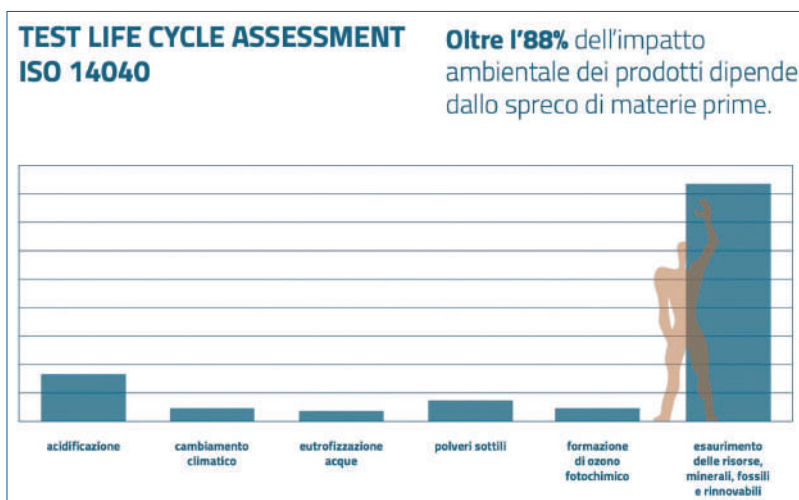 TEST LIFE CYCLE ASSESSMENT
ISO 14040
Oltre l'88% dell'impatto
ambientale dei prodotti dipende
dallo spreco di materie prime.
acidificazione
cambiamento
climatico
eutrofizzazione
acque
polveri sottili
formazione
di ozono
fotochimico
esaurimento
delle risorse,
minerali, fossili
e rinnovabili